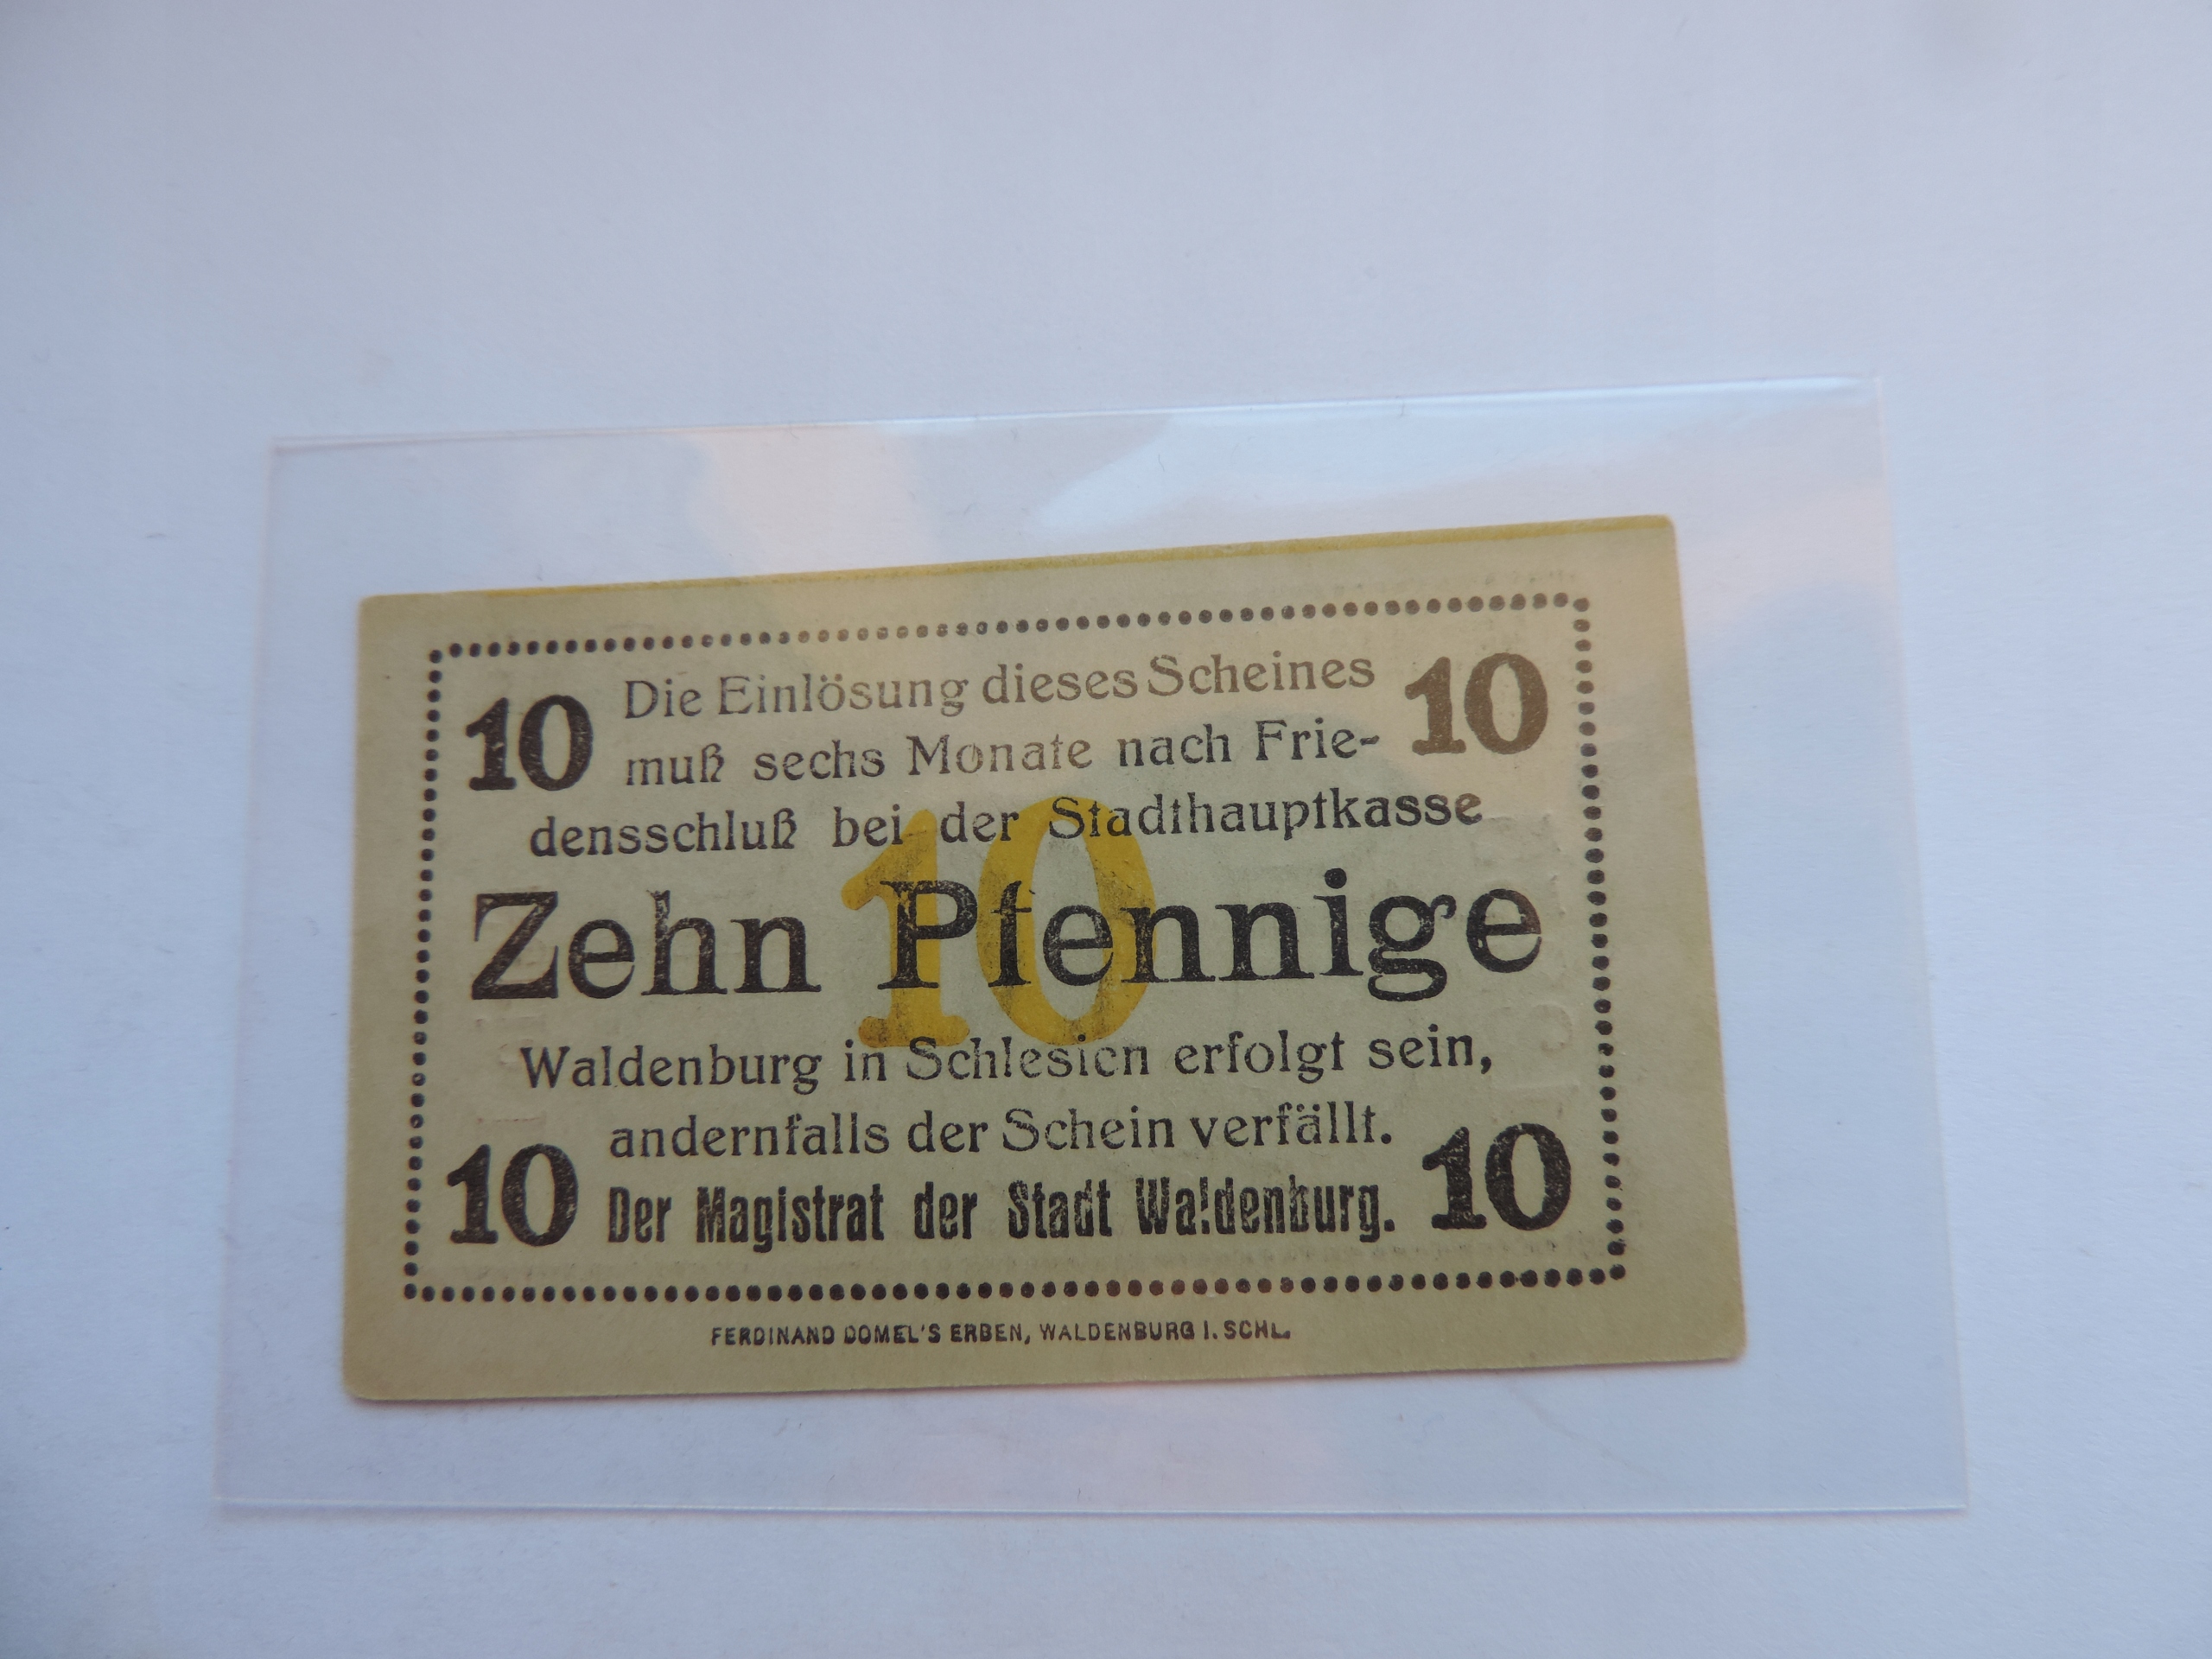 10 Die Einlösung dieses Scheines 10
muß sechs Monate nach Frie-
densschluß bei der Stadthauptkasse
10
Zehn Pfennige
Waldenburg in Schlesien erfolgt sein,
andernfalls der Schein verfällt.
10 Der Magistrat der Stadt Waldenburg. 10
FERDINAND DOMEL'S ERBEN, WALDENBURG I. SCHL.